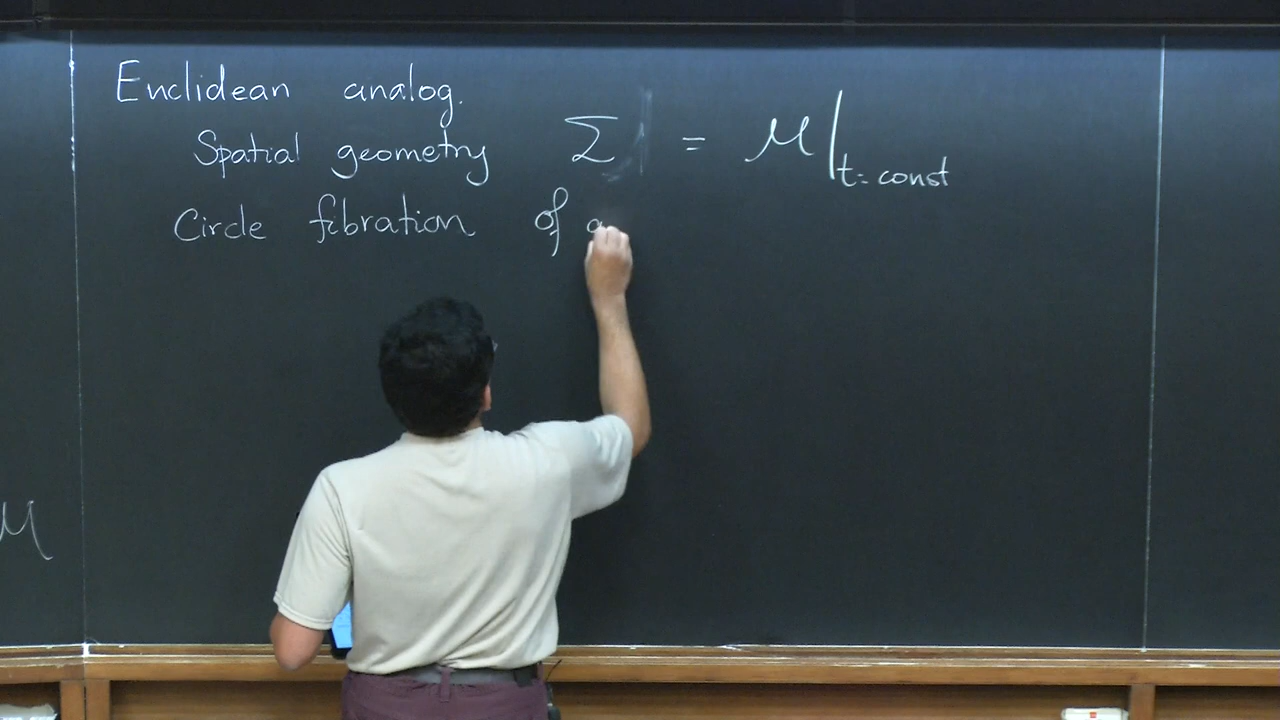 Euclidean analog.
Spatial geometry Σ = M|t=const
Circle fibration of a
M